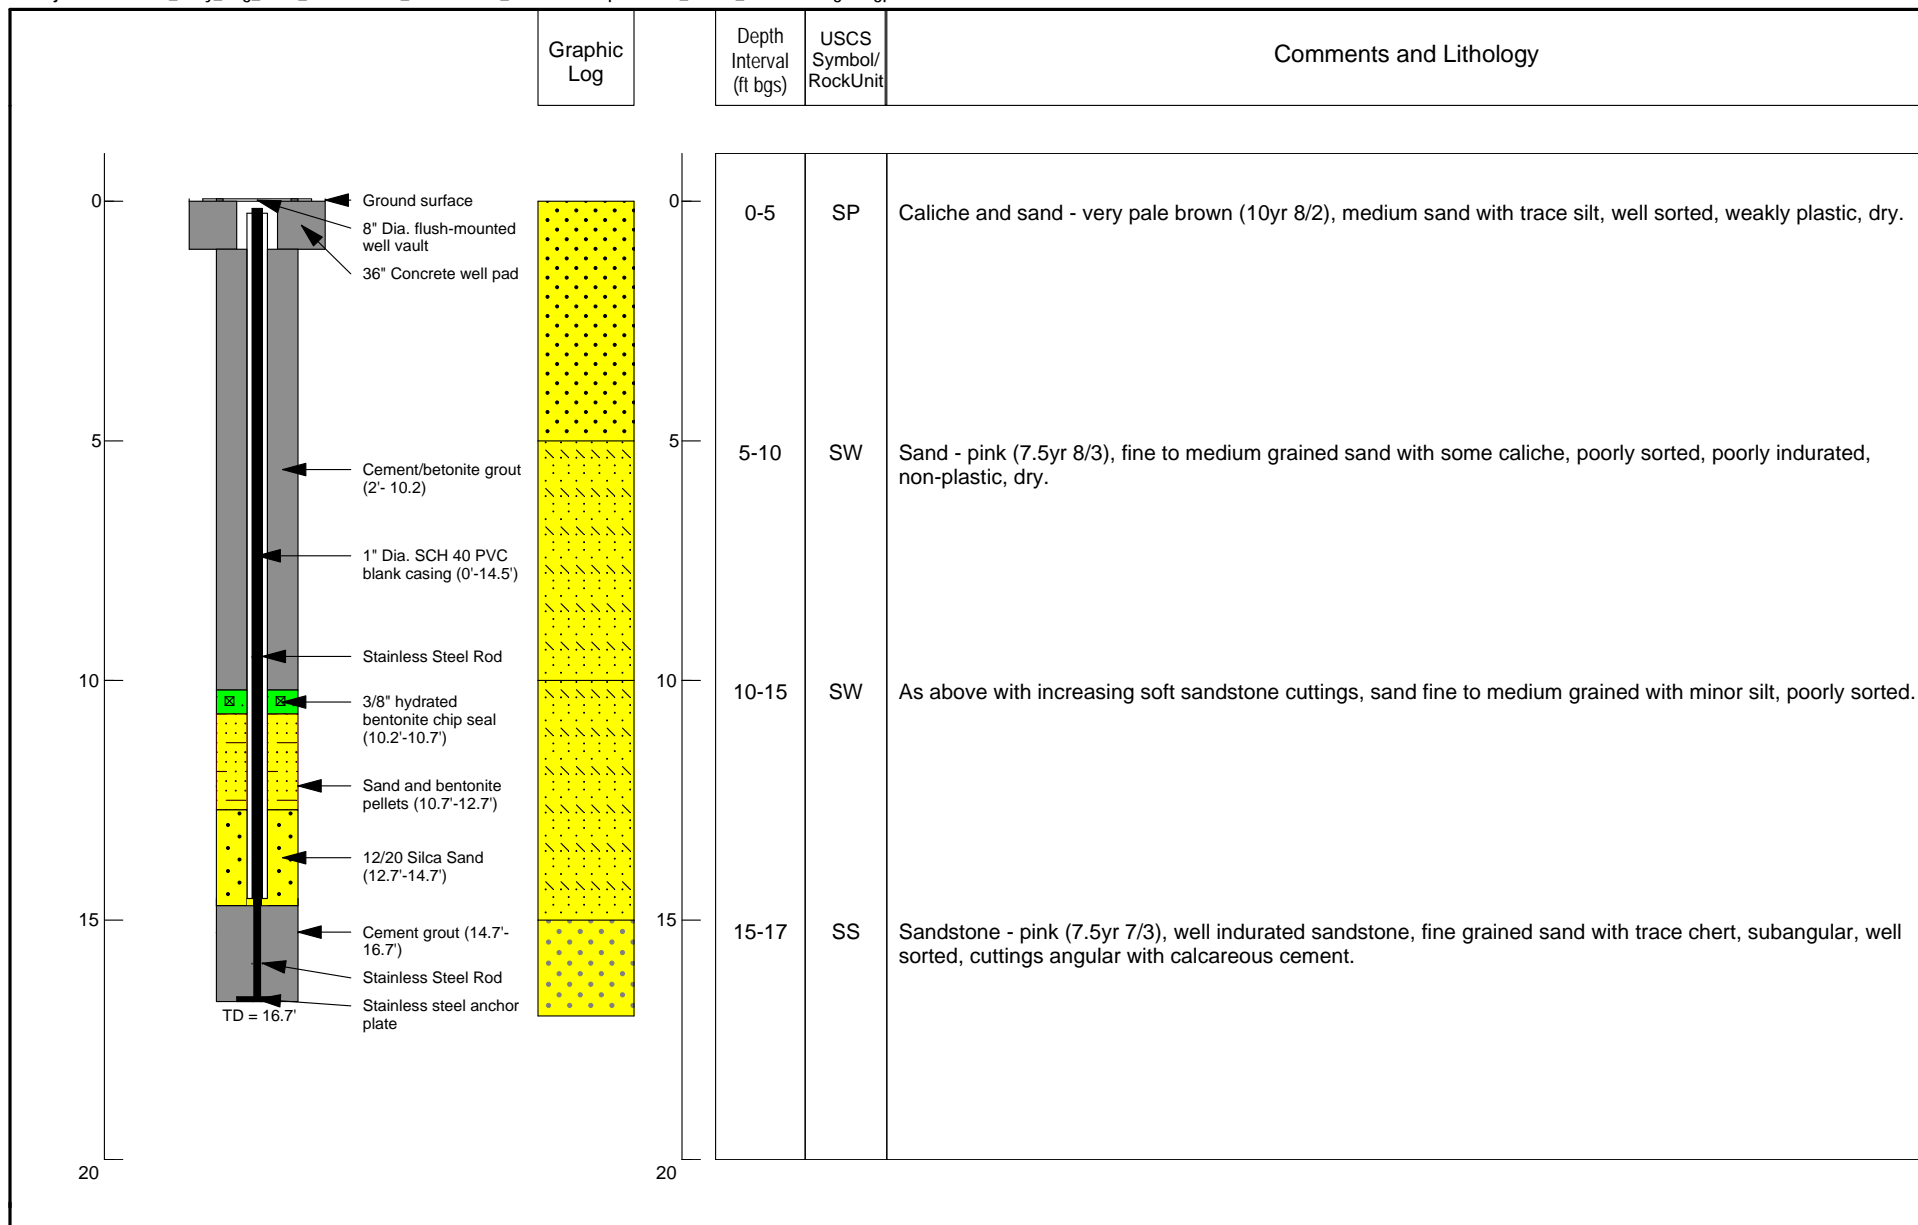 Graphic
Log
Depth
Interval
(ft bgs)
USCS
Symbol/
RockUnit
Comments and Lithology
0
Ground surface
8" Dia. flush-mounted
well vault
36" Concrete well pad
5
Cement/betonite grout
(2'- 10.2)
1" Dia. SCH 40 PVC
blank casing (0'-14.5')
Stainless Steel Rod
10
3/8" hydrated
bentonite chip seal
(10.2'-10.7')
Sand and bentonite
pellets (10.7'-12.7')
12/20 Silca Sand
(12.7'-14.7')
15
Cement grout (14.7'-
16.7')
Stainless Steel Rod
Stainless steel anchor
plate
TD = 16.7'
20
0
5
10
15
20
0-5 SP Caliche and sand - very pale brown (10yr 8/2), medium sand with trace silt, well sorted, weakly plastic, dry.
5-10 SW Sand - pink (7.5yr 8/3), fine to medium grained sand with some caliche, poorly sorted, poorly indurated,
non-plastic, dry.
10-15 SW As above with increasing soft sandstone cuttings, sand fine to medium grained with minor silt, poorly sorted.
15-17 SS Sandstone - pink (7.5yr 7/3), well indurated sandstone, fine grained sand with trace chert, subangular, well
sorted, cuttings angular with calcareous cement.